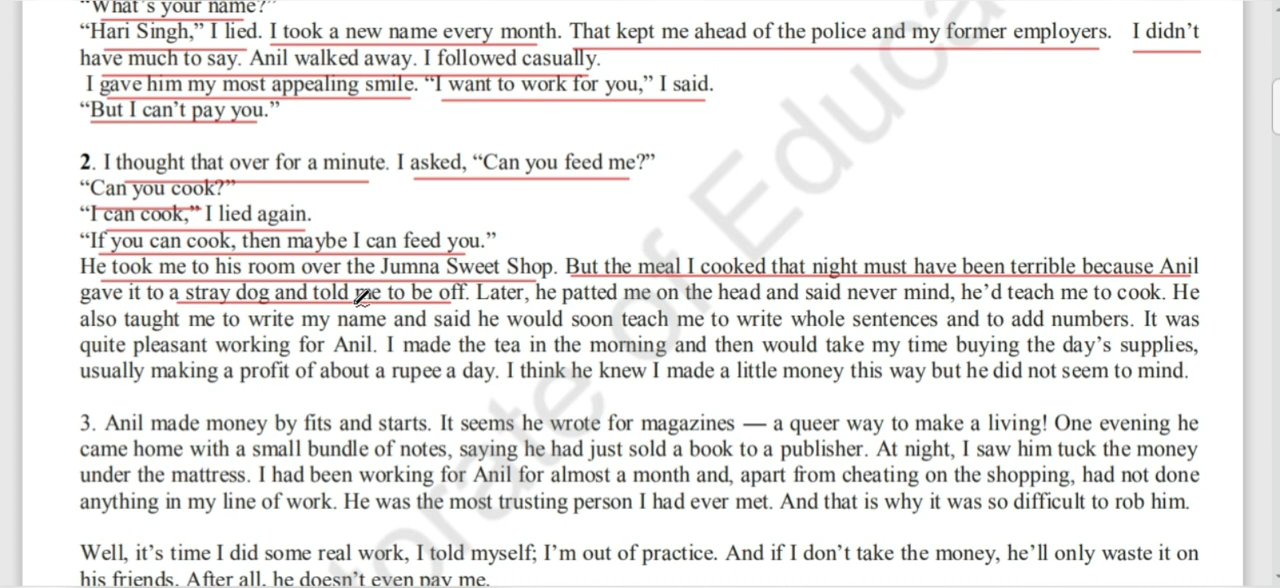 “What's your name?”
“Hari Singh,” I lied. I took a new name every month. That kept me ahead of the police and my former employers. I didn’t
have much to say. Anil walked away. I followed casually.
I gave him my most appealing smile. “I want to work for you,” I said.
“But I can’t pay you.”
2. I thought that over for a minute. I asked, “Can you feed me?”
“Can you cook?”
“I can cook,” I lied again.
“If you can cook, then maybe I can feed you.”
He took me to his room over the Jumna Sweet Shop. But the meal I cooked that night must have been terrible because Anil
gave it to a stray dog and told me to be off. Later, he patted me on the head and said never mind, he’d teach me to cook. He
also taught me to write my name and said he would soon teach me to write whole sentences and to add numbers. It was
quite pleasant working for Anil. I made the tea in the morning and then would take my time buying the day’s supplies,
usually making a profit of about a rupee a day. I think he knew I made a little money this way but he did not seem to mind.
3. Anil made money by fits and starts. It seems he wrote for magazines — a queer way to make a living! One evening he
came home with a small bundle of notes, saying he had just sold a book to a publisher. At night, I saw him tuck the money
under the mattress. I had been working for Anil for almost a month and, apart from cheating on the shopping, had not done
anything in my line of work. He was the most trusting person I had ever met. And that is why it was so difficult to rob him.
Well, it’s time I did some real work, I told myself; I’m out of practice. And if I don’t take the money, he’ll only waste it on
his friends. After all, he doesn’t even pay me.
orate of Educa